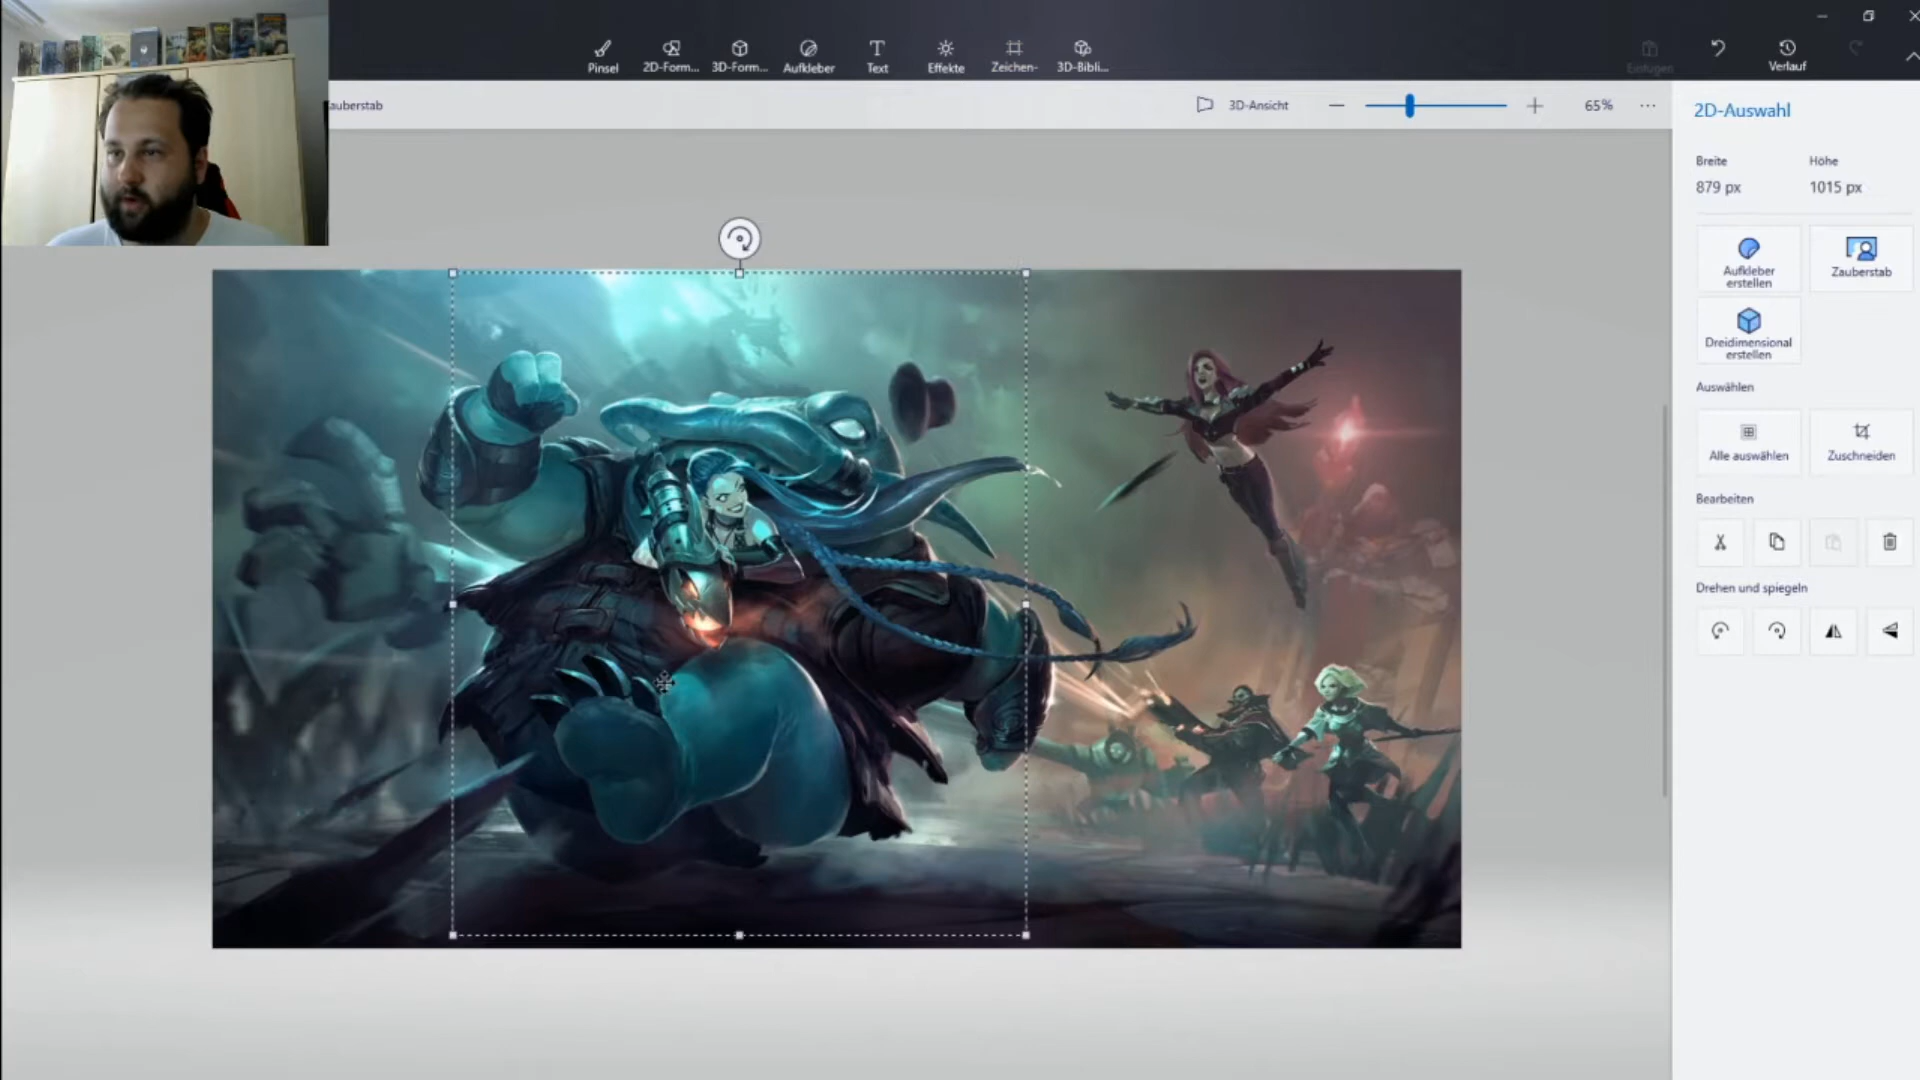 Pinsel
2D-Form...
3D-Form...
Aufkleber
Text
Effekte
Zeichen-
3D-Bibli...
Einfügen
Verlauf
auberstab
3D-Ansicht
65%
2D-Auswahl
Breite
Höhe
879 px
1015 px
Aufkleber
erstellen
Zauberstab
Dreidimensional
erstellen
Auswählen
Alle auswählen
Zuschneiden
Bearbeiten
Drehen und spiegeln